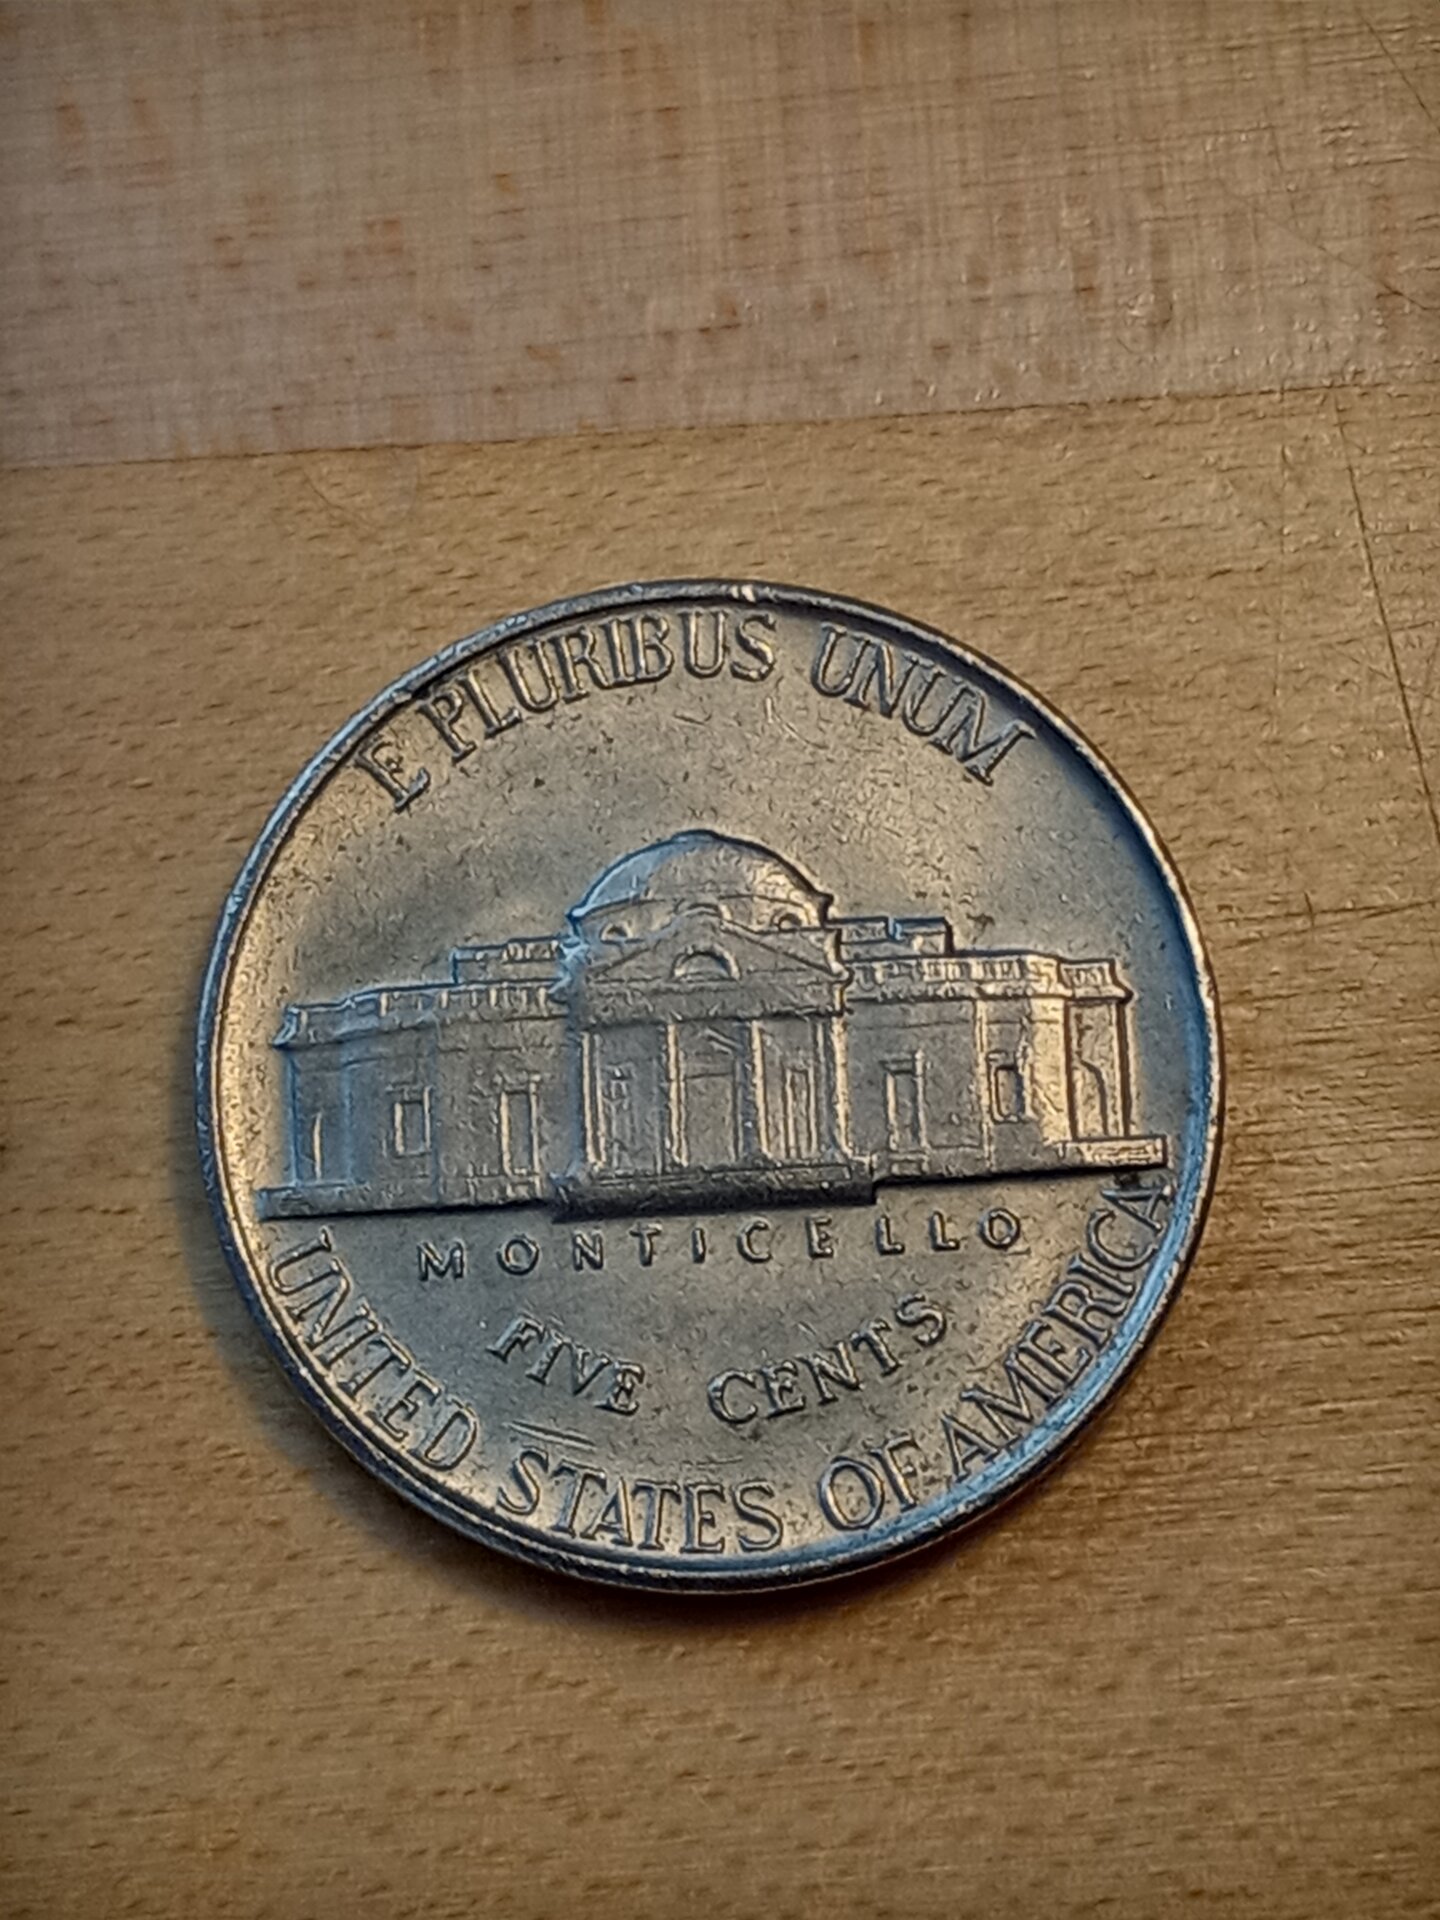 E PLURIBUS UNUM
MONTICELLO
FIVE CENTS
UNITED STATES OF AMERICA